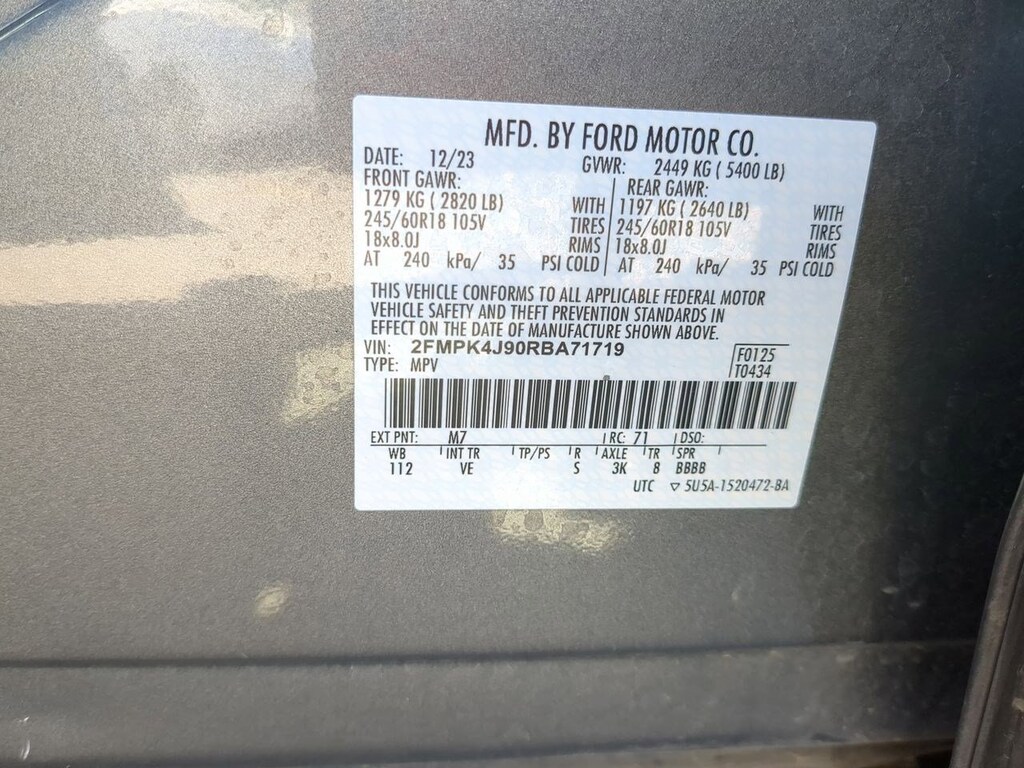 MFD. BY FORD MOTOR CO.
DATE: 12/23 GVWR: 2449 KG ( 5400 LB)
FRONT GAWR: REAR GAWR:
1279 KG ( 2820 LB) WITH 1197 KG ( 2640 LB) WITH
245/60R18 105V TIRES 245/60R18 105V TIRES
18x8.0J RIMS 18x8.0J RIMS
AT 240 kPa/ 35 PSI COLD AT 240 kPa/ 35 PSI COLD
THIS VEHICLE CONFORMS TO ALL APPLICABLE FEDERAL MOTOR
VEHICLE SAFETY AND THEFT PREVENTION STANDARDS IN
EFFECT ON THE DATE OF MANUFACTURE SHOWN ABOVE.
VIN: 2FMPK4J90RBA71719 F0125
TYPE: MPV T0434
EXT PNT: M7 RC: 71 DSO:
WB INT TR TP/PS R AXLE TR SPR
112 VE S 3K 8 BBBB
UTC ▽ 5U5A-1520472-BA